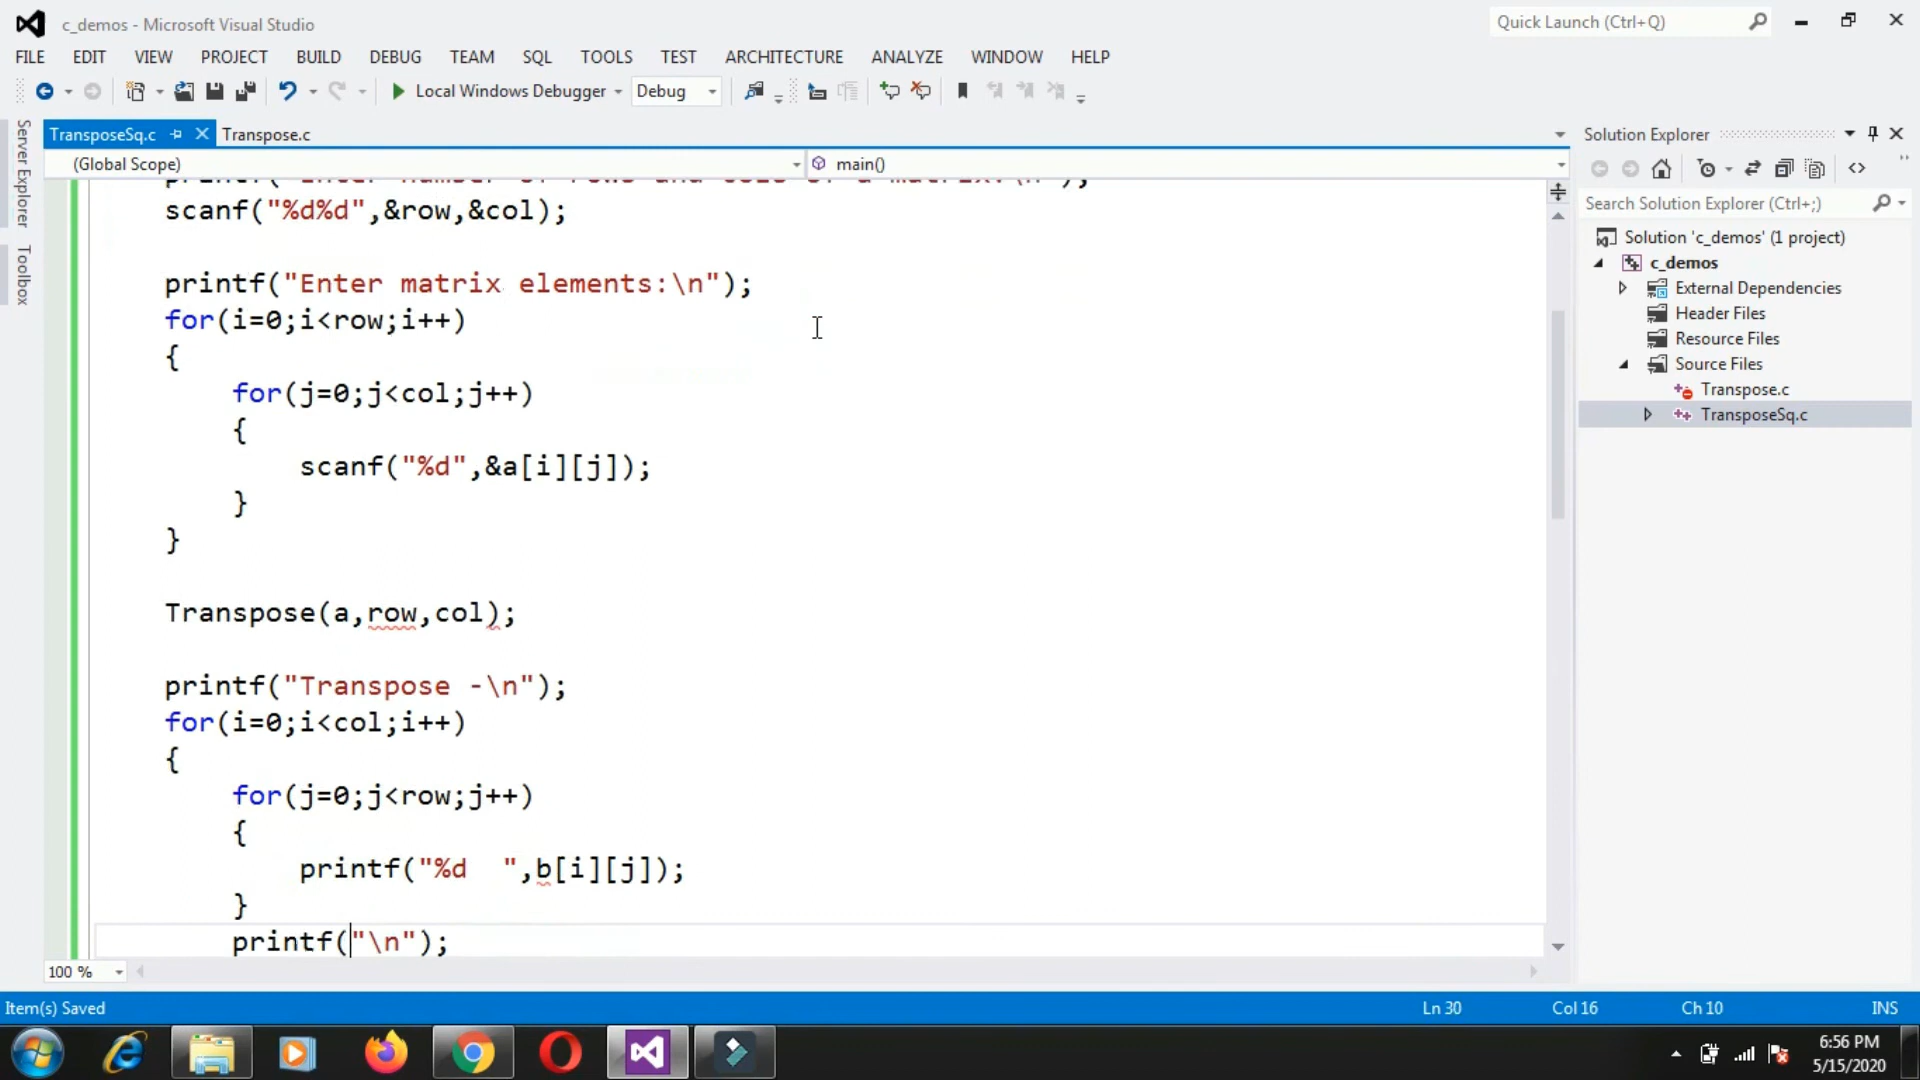 c_demos - Microsoft Visual Studio
Quick Launch (Ctrl+Q)
FILE EDIT VIEW PROJECT BUILD DEBUG TEAM SQL TOOLS TEST ARCHITECTURE ANALYZE WINDOW HELP
Local Windows Debugger Debug
Server Explorer
Toolbox
TransposeSq.c Transpose.c
(Global Scope) main()
scanf("%d%d",&row,&col);
printf("Enter matrix elements:\n");
for(i=0;i<row;i++)
{
for(j=0;j<col;j++)
{
scanf("%d",&a[i][j]);
}
}
Transpose(a,row,col);
printf("Transpose -\n");
for(i=0;i<col;i++)
{
for(j=0;j<row;j++)
{
printf("%d  ",b[i][j]);
}
printf("\n");
100 %
Solution Explorer
Search Solution Explorer (Ctrl+;)
Solution 'c_demos' (1 project)
c_demos
External Dependencies
Header Files
Resource Files
Source Files
Transpose.c
TransposeSq.c
Item(s) Saved Ln 30 Col 16 Ch 10 INS
6:56 PM
5/15/2020